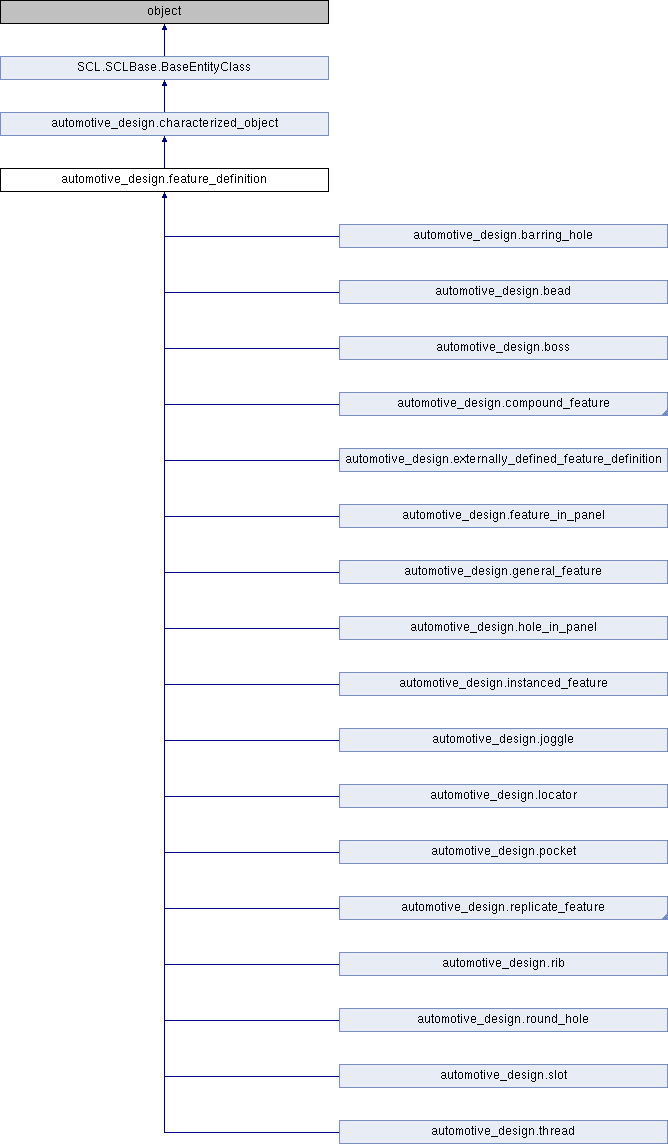 object
SCL.SCLBase.BaseEntityClass
automotive_design.characterized_object
automotive_design.feature_definition
automotive_design.barring_hole
automotive_design.bead
automotive_design.boss
automotive_design.compound_feature
automotive_design.externally_defined_feature_definition
automotive_design.feature_in_panel
automotive_design.general_feature
automotive_design.hole_in_panel
automotive_design.instanced_feature
automotive_design.joggle
automotive_design.locator
automotive_design.pocket
automotive_design.replicate_feature
automotive_design.rib
automotive_design.round_hole
automotive_design.slot
automotive_design.thread